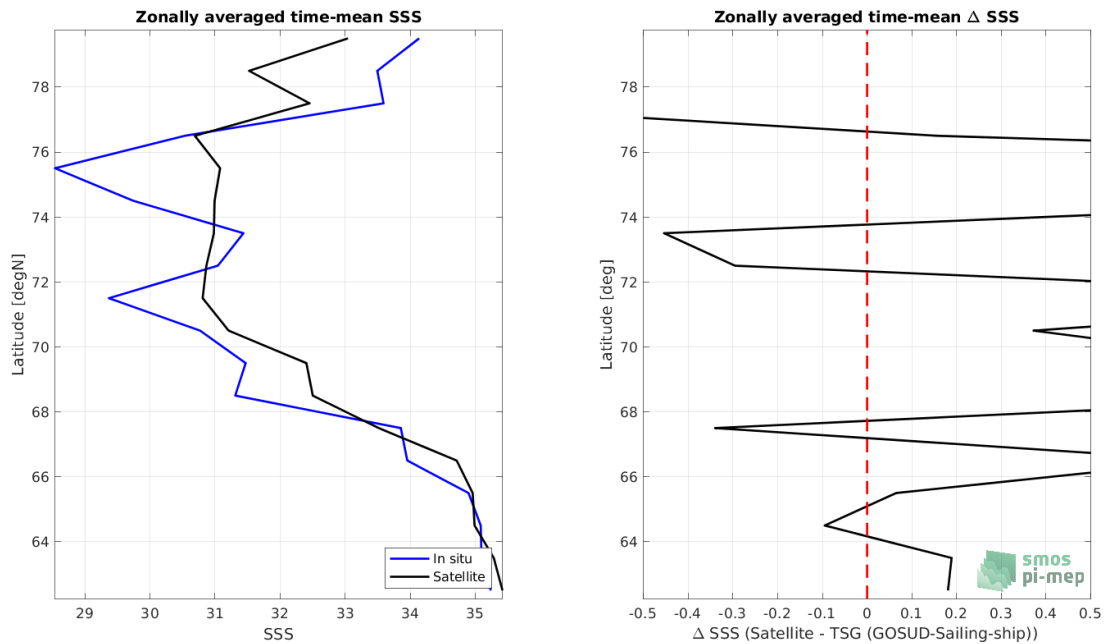 Zonally averaged time-mean SSS
Latitude [degN]
78
76
74
72
70
68
66
64
29 30 31 32 33 34 35
SSS
In situ
Satellite
Zonally averaged time-mean Δ SSS
Latitude [deg]
78
76
74
72
70
68
66
64
-0.5 -0.4 -0.3 -0.2 -0.1 0 0.1 0.2 0.3 0.4 0.5
Δ SSS (Satellite - TSG (GOSUD-Sailing-ship))
smos
pi-mep